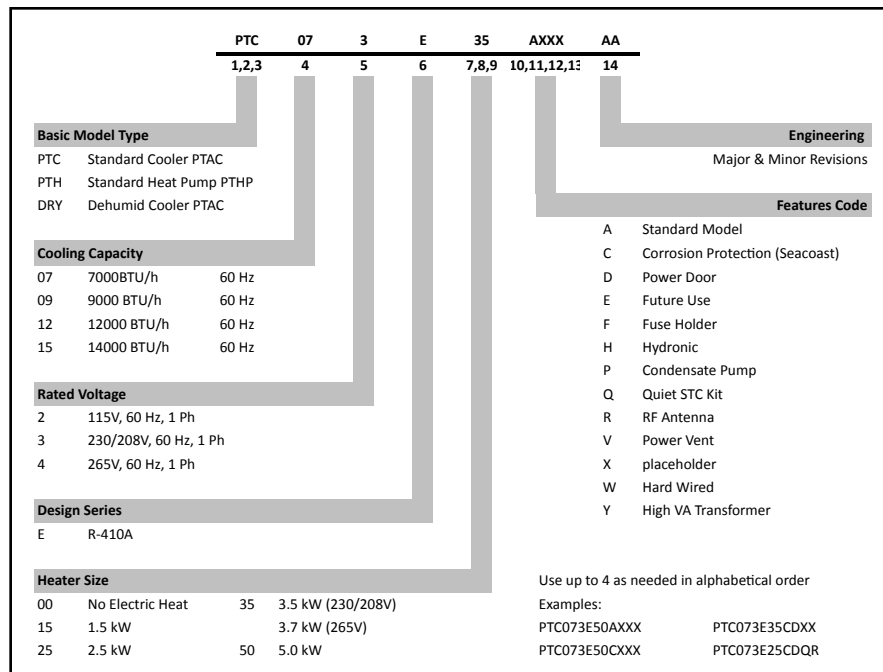 PTC 07 3 E 35 AXXX AA
1,2,3 4 5 6 7,8,9 10,11,12,13 14
Basic Model Type
PTC Standard Cooler PTAC
PTH Standard Heat Pump PTHP
DRY Dehumid Cooler PTAC
Cooling Capacity
07 7000BTU/h 60 Hz
09 9000 BTU/h 60 Hz
12 12000 BTU/h 60 Hz
15 14000 BTU/h 60 Hz
Rated Voltage
2 115V, 60 Hz, 1 Ph
3 230/208V, 60 Hz, 1 Ph
4 265V, 60 Hz, 1 Ph
Design Series
E R-410A
Heater Size
00 No Electric Heat 35 3.5 kW (230/208V)
15 1.5 kW 3.7 kW (265V)
25 2.5 kW 50 5.0 kW
Engineering
Major & Minor Revisions
Features Code
A Standard Model
C Corrosion Protection (Seacoast)
D Power Door
E Future Use
F Fuse Holder
H Hydronic
P Condensate Pump
Q Quiet STC Kit
R RF Antenna
V Power Vent
X placeholder
W Hard Wired
Y High VA Transformer
Use up to 4 as needed in alphabetical order
Examples:
PTC073E50AXXX PTC073E35CDXX
PTC073E50CXXX PTC073E25CDQR